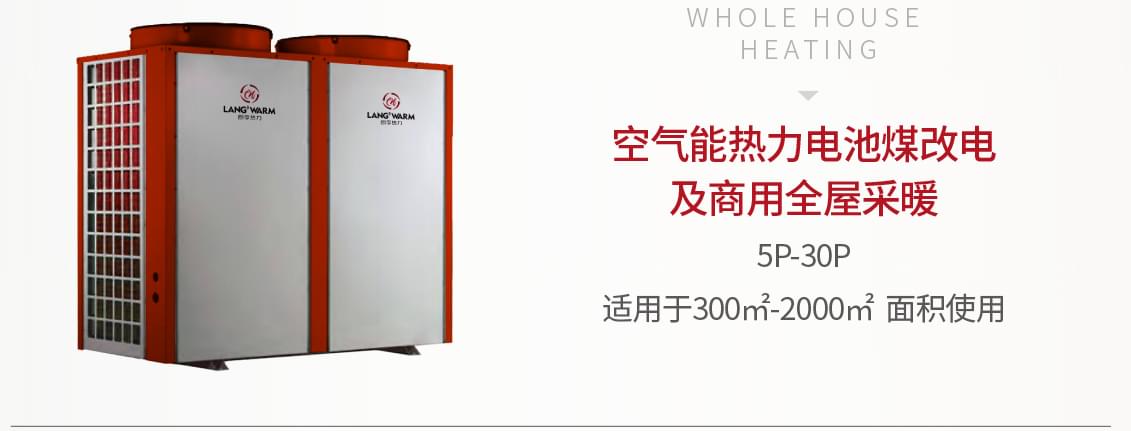 WHOLE HOUSE
HEATING
空气能热力电池煤改电
及商用全屋采暖
5P-30P
适用于300㎡-2000㎡ 面积使用
LANG'WARM
LANG'WARM